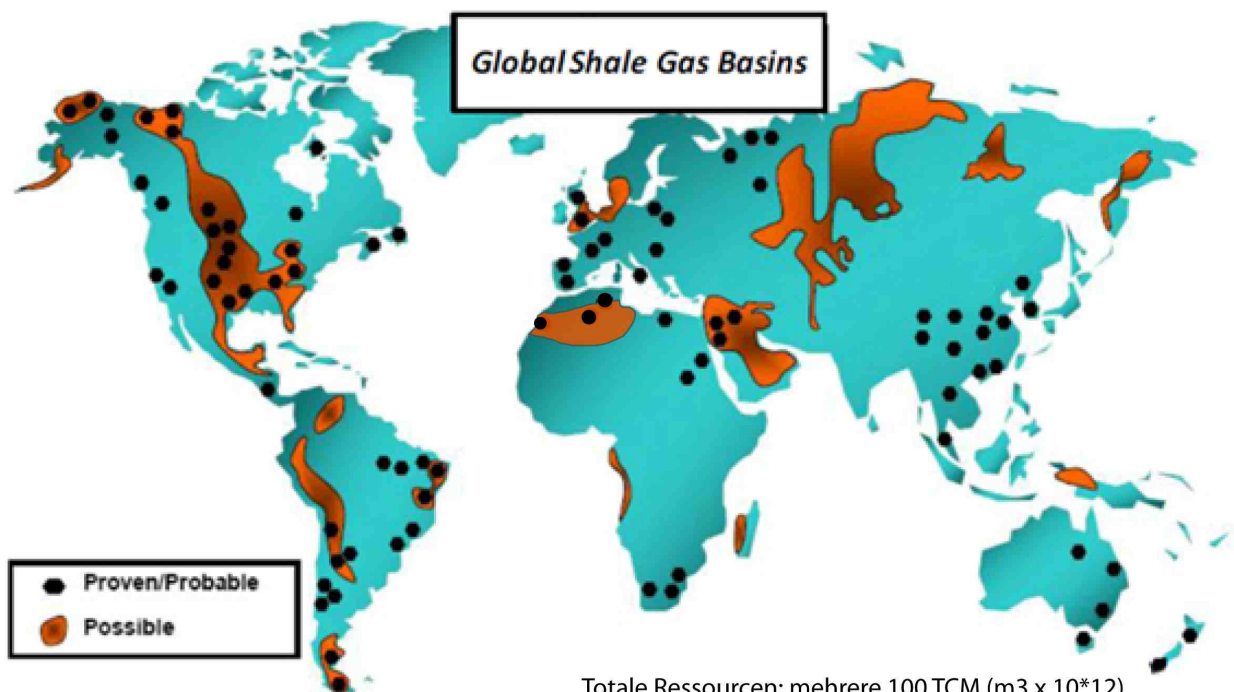 Global Shale Gas Basins
Proven/Probable
Possible
Totale Ressourcen: mehrere 100 TCM (m3 x 10*12)